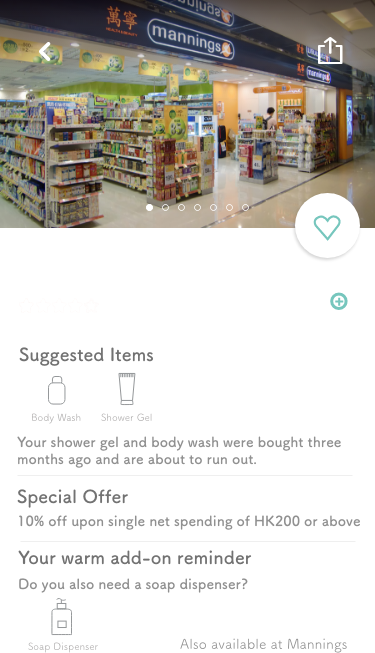 萬寧
mannings
mannings
Suggested Items
Body Wash
Shower Gel
Your shower gel and body wash were bought three
months ago and are about to run out.
Special Offer
10% off upon single net spending of HK200 or above
Your warm add-on reminder
Do you also need a soap dispenser?
Soap Dispenser
Also available at Mannings